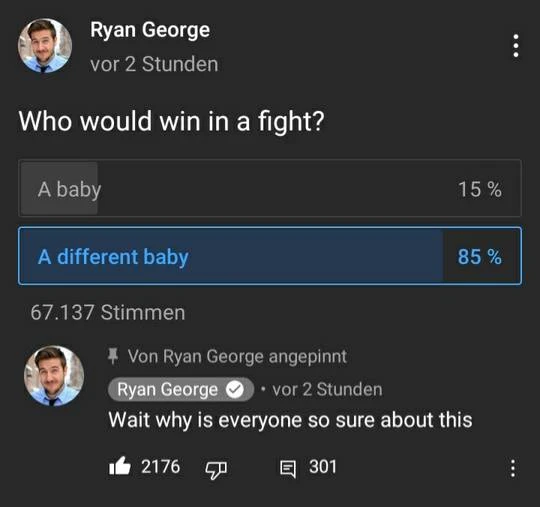 Ryan George
vor 2 Stunden
Who would win in a fight?
A baby 15 %
A different baby 85 %
67.137 Stimmen
Von Ryan George angepinnt
Ryan George • vor 2 Stunden
Wait why is everyone so sure about this
2176 301